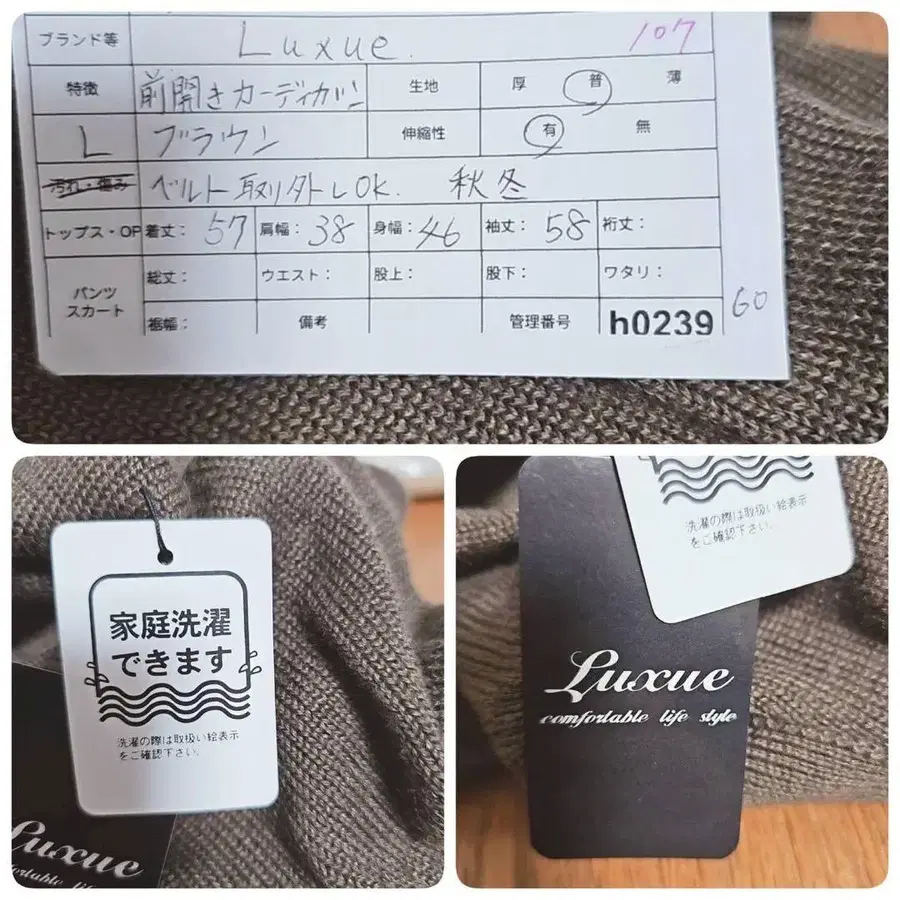 ブランド等 Luxue. 107
特徴 前開きカーディガン 生地 厚 普 薄
L ブラウン 伸縮性 有 無
汚れ・傷み ベルト取り外しOK. 秋冬
トップス・OP 着丈: 57 肩幅: 38 身幅: 46 袖丈: 58 裄丈:
パンツ スカート 総丈: ウエスト: 股上: 股下: ワタリ:
裾幅: 備考 管理番号 h0239 GO
家庭洗濯
できます
洗濯の際は取扱い絵表示
をご確認下さい。
Luxue
comfortable life
洗濯の際は取扱い絵表示
をご確認下さい。
Luxue
comfortable life style